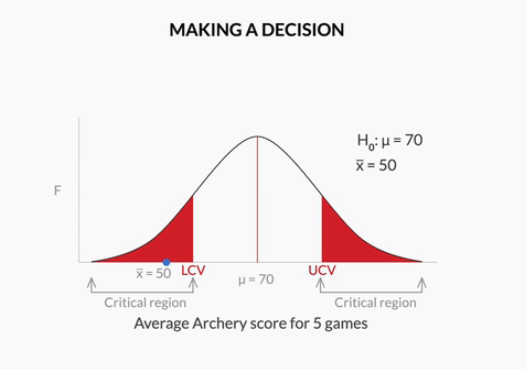 MAKING A DECISION
H₀: μ = 70
x̄ = 50
F
x̄ = 50 LCV μ = 70 UCV
Critical region Critical region
Average Archery score for 5 games